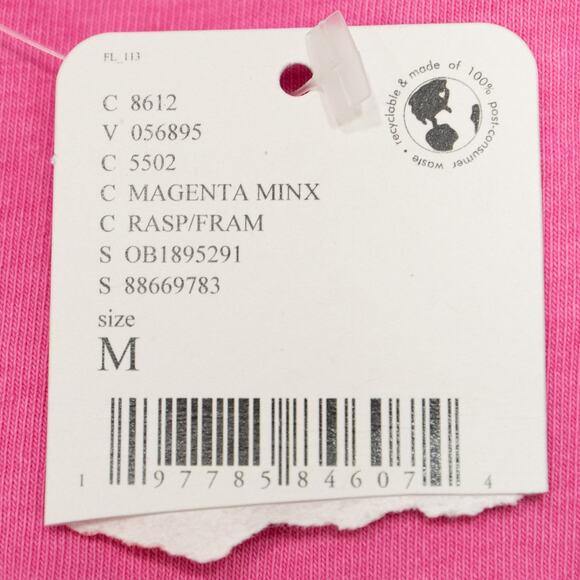 FL_113
recyclable & made of 100% post-consumer waste •
C 8612
V 056895
C 5502
C MAGENTA MINX
C RASP/FRAM
S OB1895291
S 88669783
size
M
1 97785 84607 4